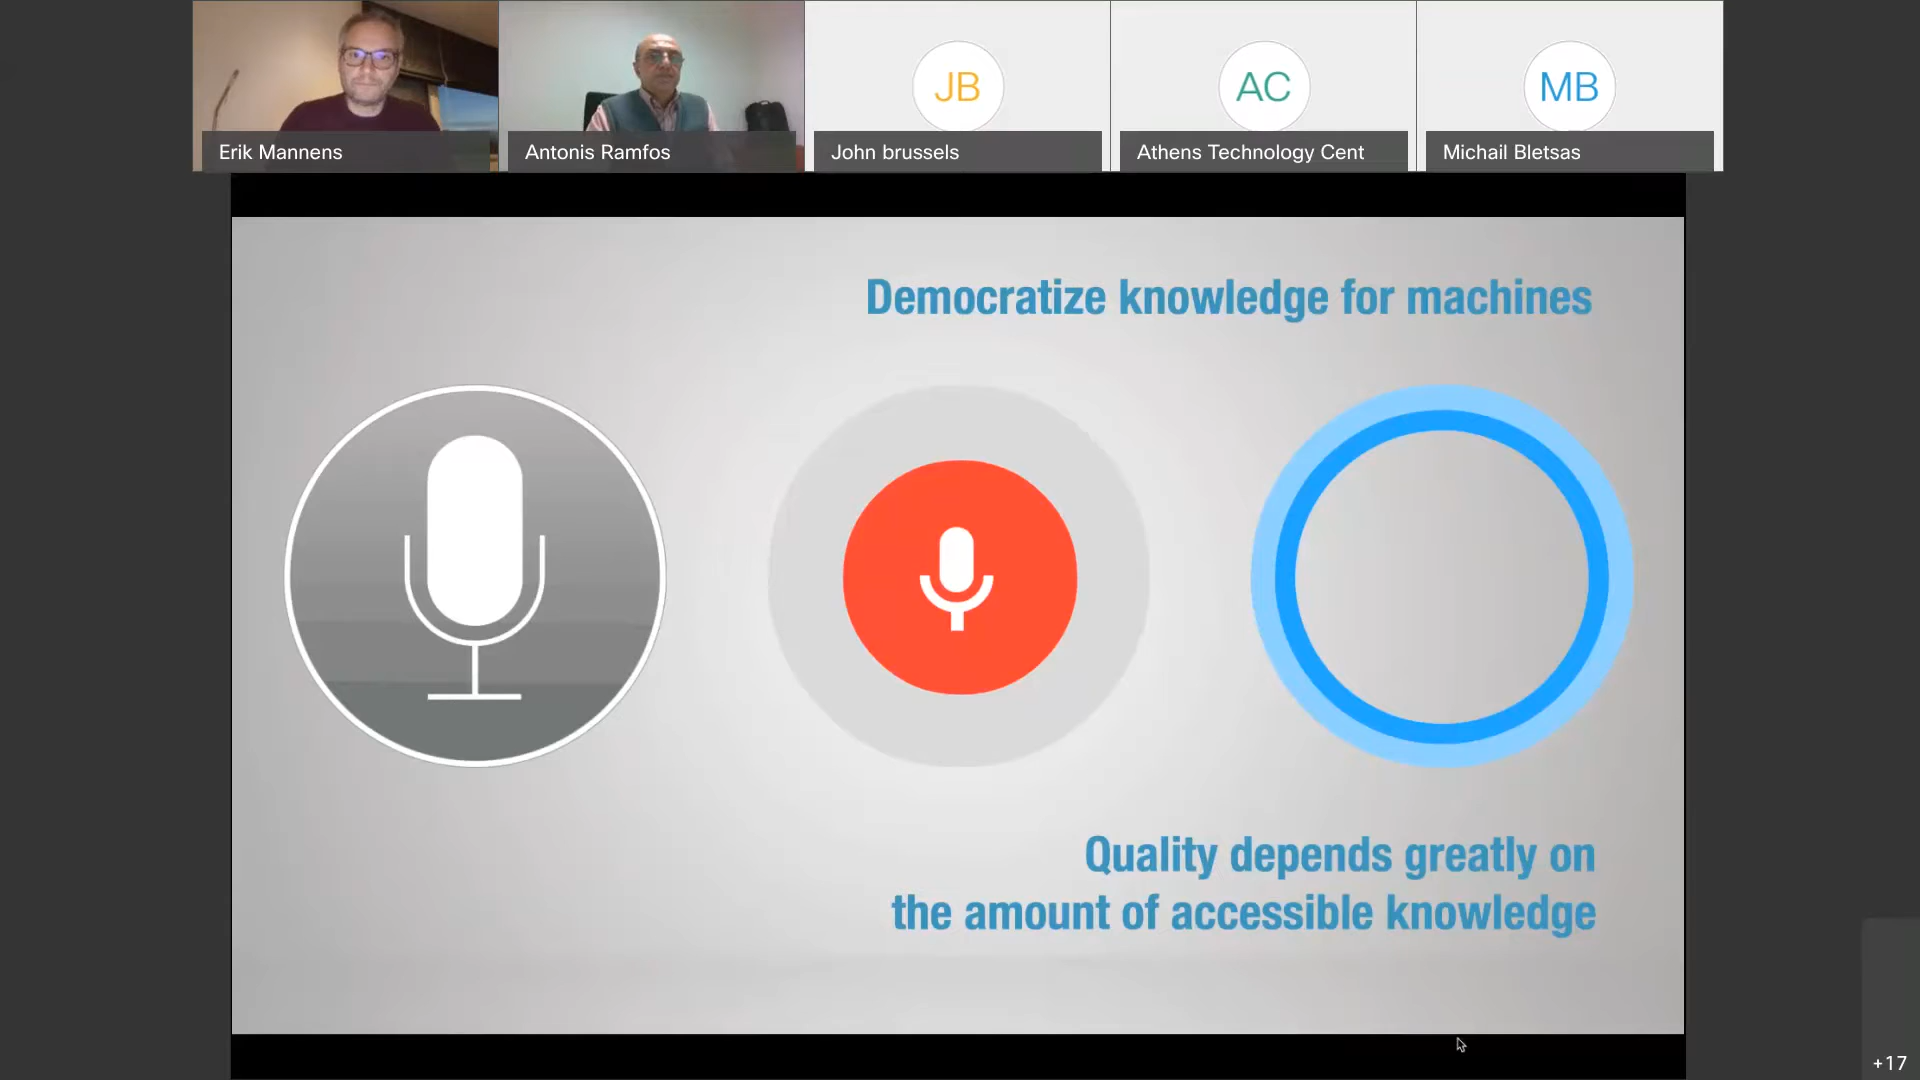 JB
AC
MB
Erik Mannens
Antonis Ramfos
John brussels
Athens Technology Cent
Michail Bletsas
Democratize knowledge for machines
Quality depends greatly on
the amount of accessible knowledge
+17